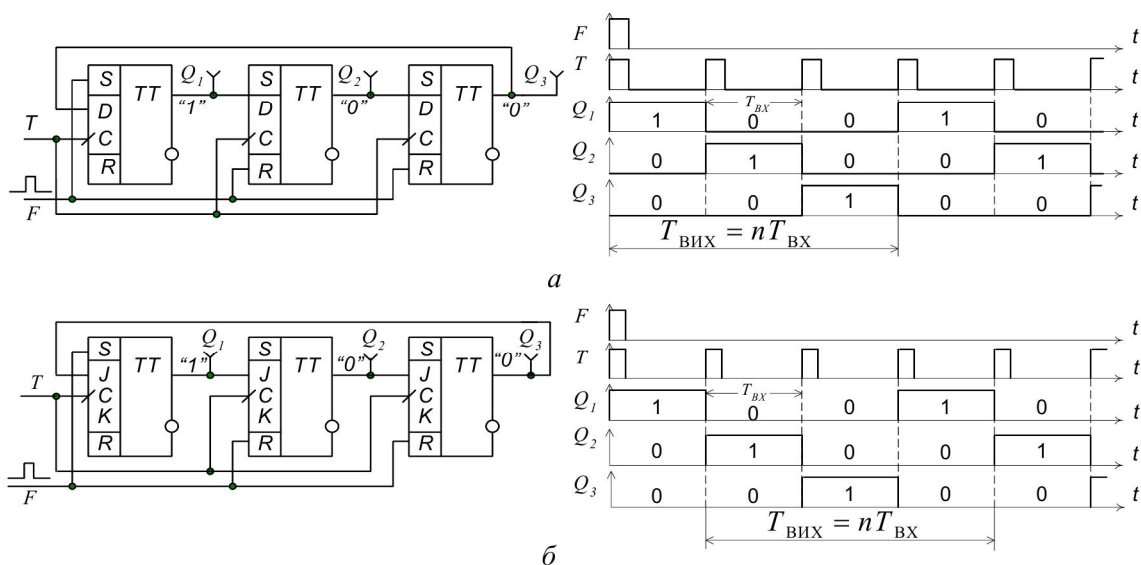 Q₁ Q₂ Q₃
S TT S TT S TT
"1" "0" "0"
D D D
T
C C C
R R R
F
F t
T t
T_BX
Q₁ 1 0 0 1 0 t
Q₂ 0 1 0 0 1 t
Q₃ 0 0 1 0 0 t
T_ВИХ = nT_ВХ
а
Q₁ Q₂ Q₃
S TT S TT S TT
"1" "0" "0"
J J J
T
C C C
K K K
R R R
F
F t
T t
T_BX
Q₁ 1 0 0 1 0 t
Q₂ 0 1 0 0 1 t
Q₃ 0 0 1 0 0 t
T_ВИХ = nT_ВХ
б